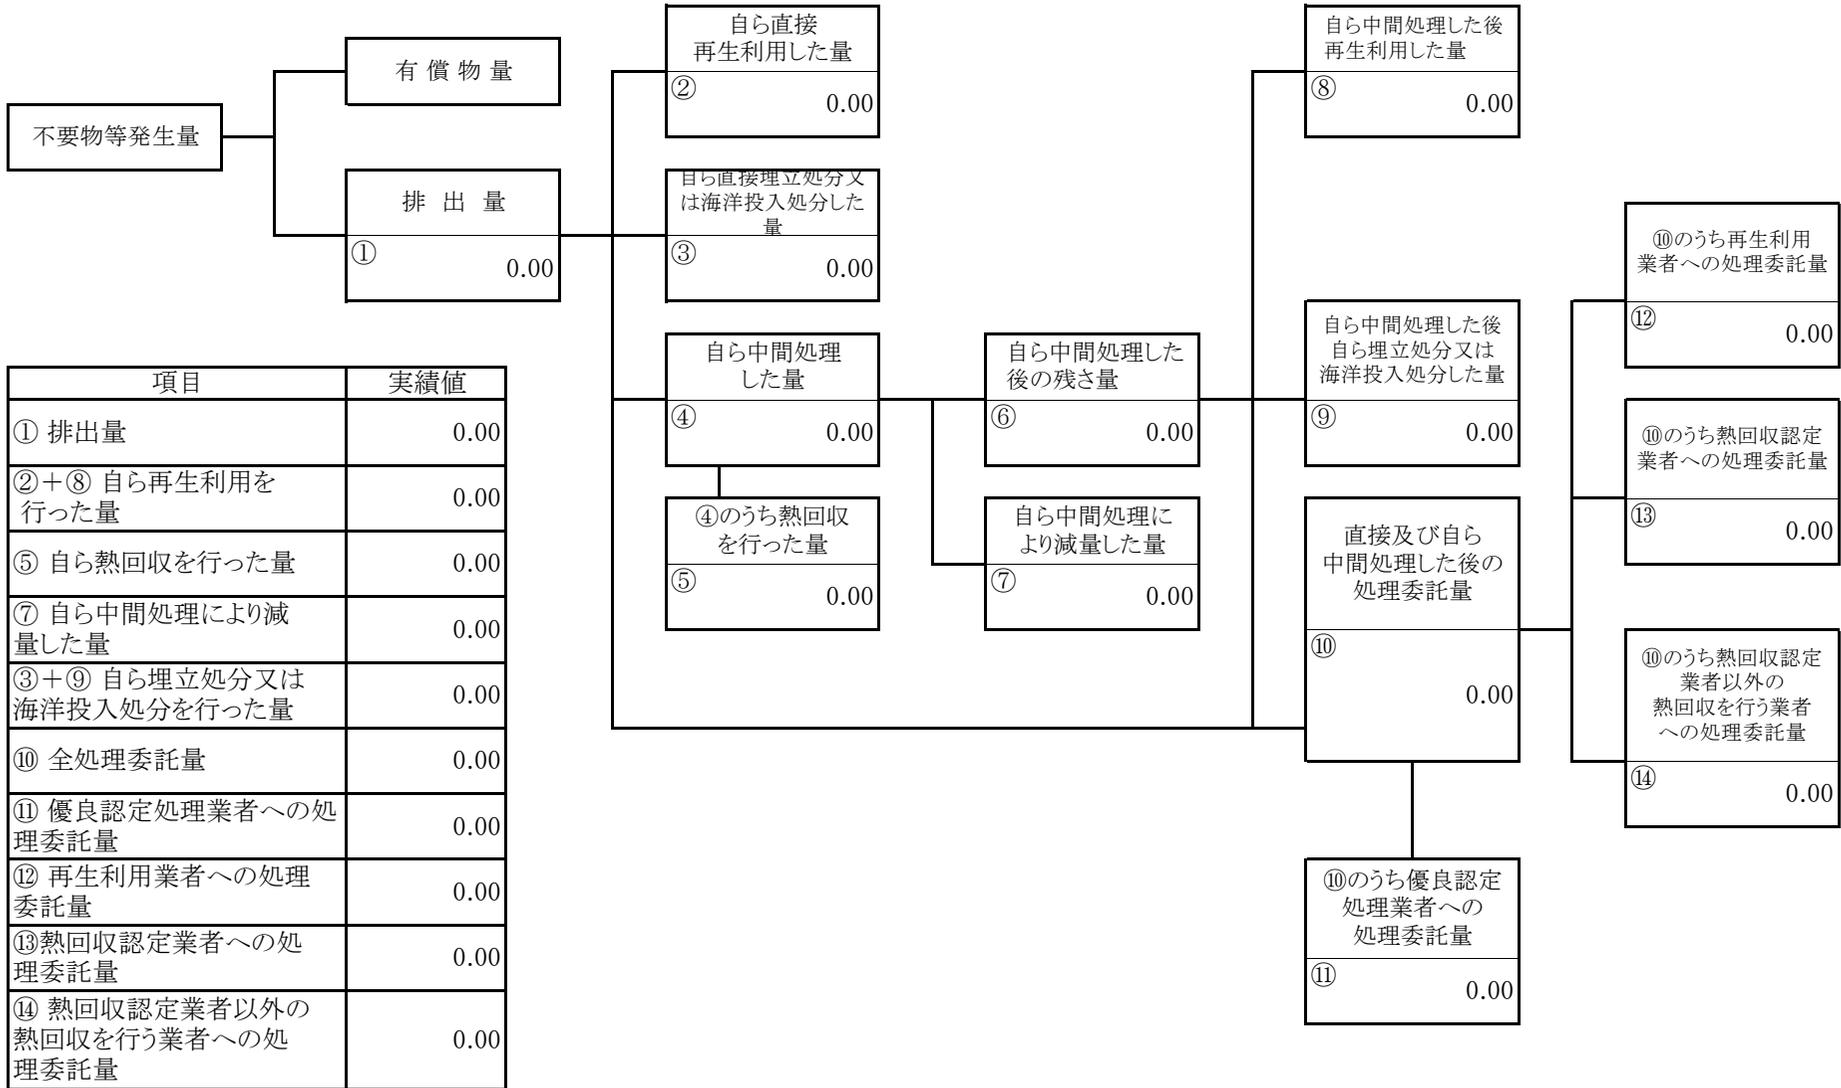 不要物等発生量
有 償 物 量
排 出 量
①
0.00
自ら直接
再生利用した量
②
0.00
自ら直接埋立処分又
は海洋投入処分した
量
③
0.00
自ら中間処理
した量
④
0.00
④のうち熱回収
を行った量
⑤
0.00
自ら中間処理した
後の残さ量
⑥
0.00
自ら中間処理に
より減量した量
⑦
0.00
自ら中間処理した後
再生利用した量
⑧
0.00
自ら中間処理した後
自ら埋立処分又は
海洋投入処分した量
⑨
0.00
直接及び自ら
中間処理した後の
処理委託量
⑩
0.00
⑩のうち優良認定
処理業者への
処理委託量
⑪
0.00
⑩のうち再生利用
業者への処理委託量
⑫
0.00
⑩のうち熱回収認定
業者への処理委託量
⑬
0.00
⑩のうち熱回収認定
業者以外の
熱回収を行う業者
への処理委託量
⑭
0.00
項目 実績値
① 排出量 0.00
②＋⑧ 自ら再生利用を
行った量
0.00
⑤ 自ら熱回収を行った量 0.00
⑦ 自ら中間処理により減
量した量
0.00
③＋⑨ 自ら埋立処分又は
海洋投入処分を行った量
0.00
⑩ 全処理委託量 0.00
⑪ 優良認定処理業者への処
理委託量
0.00
⑫ 再生利用業者への処理
委託量
0.00
⑬熱回収認定業者への処
理委託量
0.00
⑭ 熱回収認定業者以外の
熱回収を行う業者への処
理委託量
0.00